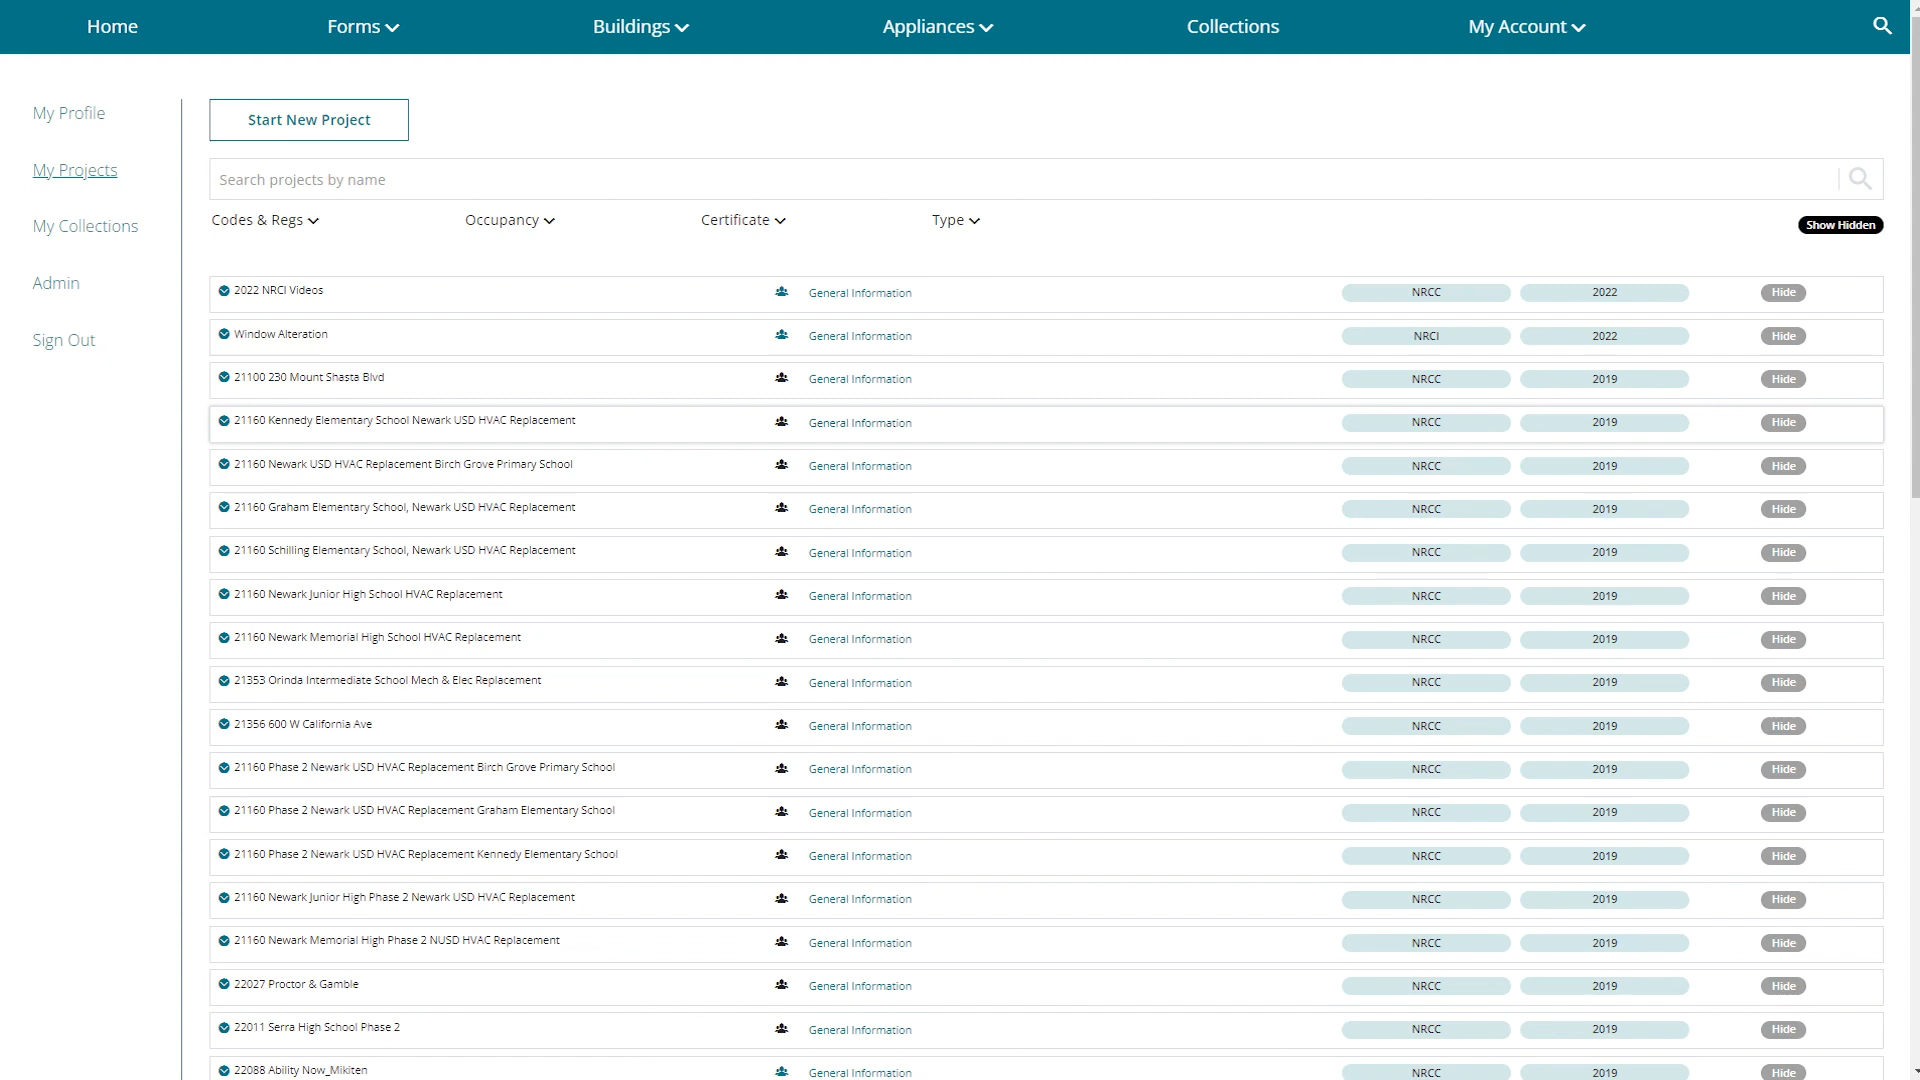 Home Forms Buildings Appliances Collections My Account
My Profile
My Projects
My Collections
Admin
Sign Out
Start New Project
Search projects by name
Codes & Regs Occupancy Certificate Type Show Hidden
2022 NRCI Videos General Information NRCC 2022 Hide
Window Alteration General Information NRCI 2022 Hide
21100 230 Mount Shasta Blvd General Information NRCC 2019 Hide
21160 Kennedy Elementary School Newark USD HVAC Replacement General Information NRCC 2019 Hide
21160 Newark USD HVAC Replacement Birch Grove Primary School General Information NRCC 2019 Hide
21160 Graham Elementary School, Newark USD HVAC Replacement General Information NRCC 2019 Hide
21160 Schilling Elementary School, Newark USD HVAC Replacement General Information NRCC 2019 Hide
21160 Newark Junior High School HVAC Replacement General Information NRCC 2019 Hide
21160 Newark Memorial High School HVAC Replacement General Information NRCC 2019 Hide
21353 Orinda Intermediate School Mech & Elec Replacement General Information NRCC 2019 Hide
21356 600 W California Ave General Information NRCC 2019 Hide
21160 Phase 2 Newark USD HVAC Replacement Birch Grove Primary School General Information NRCC 2019 Hide
21160 Phase 2 Newark USD HVAC Replacement Graham Elementary School General Information NRCC 2019 Hide
21160 Phase 2 Newark USD HVAC Replacement Kennedy Elementary School General Information NRCC 2019 Hide
21160 Newark Junior High Phase 2 Newark USD HVAC Replacement General Information NRCC 2019 Hide
21160 Newark Memorial High Phase 2 NUSD HVAC Replacement General Information NRCC 2019 Hide
22027 Proctor & Gamble General Information NRCC 2019 Hide
22011 Serra High School Phase 2 General Information NRCC 2019 Hide
22088 Ability Now_Mikiten General Information NRCC 2019 Hide